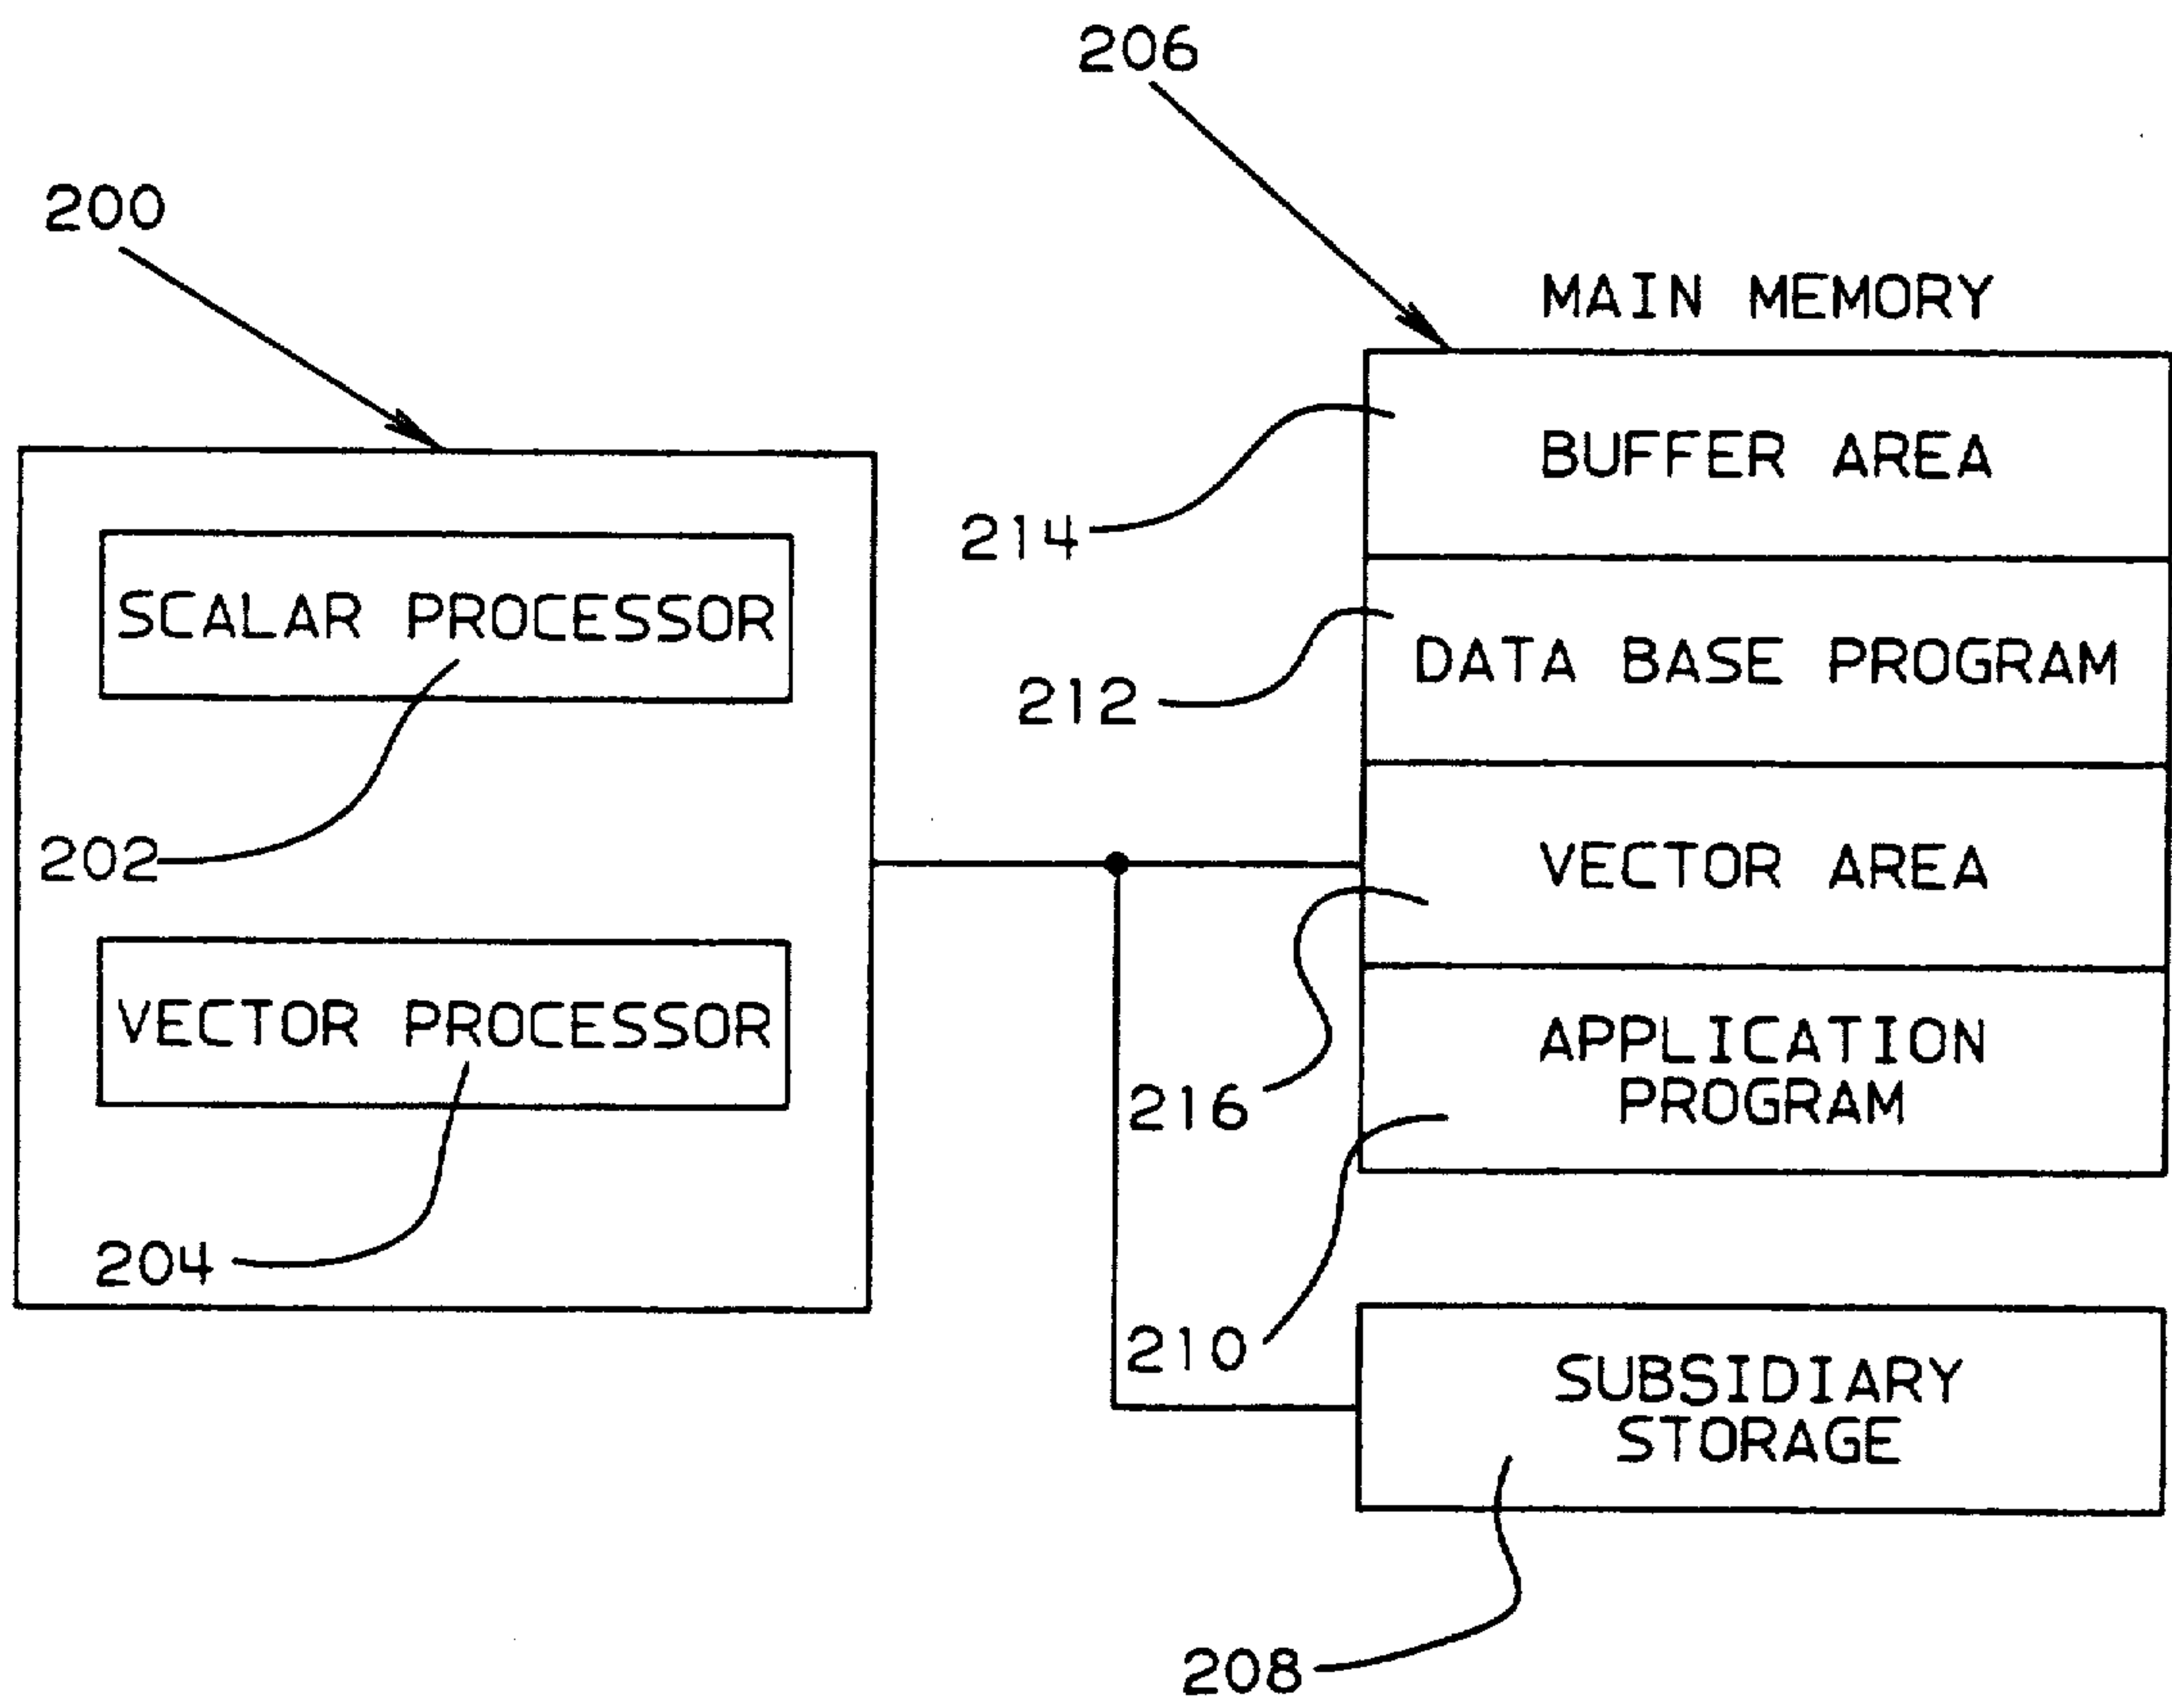 206
200
MAIN MEMORY
BUFFER AREA
214
SCALAR PROCESSOR
DATA BASE PROGRAM
212
202
VECTOR AREA
VECTOR PROCESSOR
216
APPLICATION
PROGRAM
204
210
SUBSIDIARY
STORAGE
208